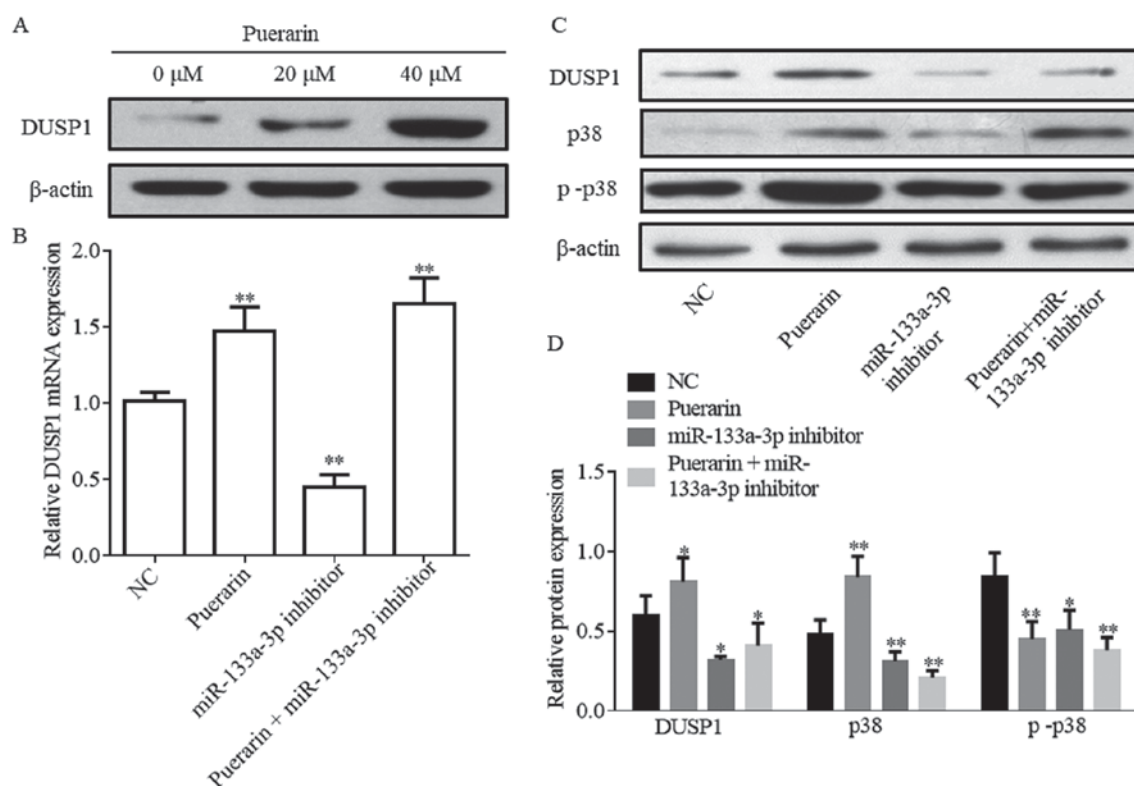 A
Puerarin
0 μM 20 μM 40 μM
DUSP1
β-actin
B
Relative DUSP1 mRNA expression
2.0
1.5
1.0
0.5
0.0
**
**
**
NC
Puerarin
miR-133a-3p inhibitor
Puerarin + miR-133a-3p inhibitor
C
DUSP1
p38
p -p38
β-actin
NC
Puerarin
miR-133a-3p
inhibitor
Puerarin+miR-
133a-3p inhibitor
D
NC
Puerarin
miR-133a-3p inhibitor
Puerarin + miR-
133a-3p inhibitor
Relative protein expression
1.5
1.0
0.5
0.0
*
*
*
**
**
**
**
*
**
DUSP1 p38 p -p38